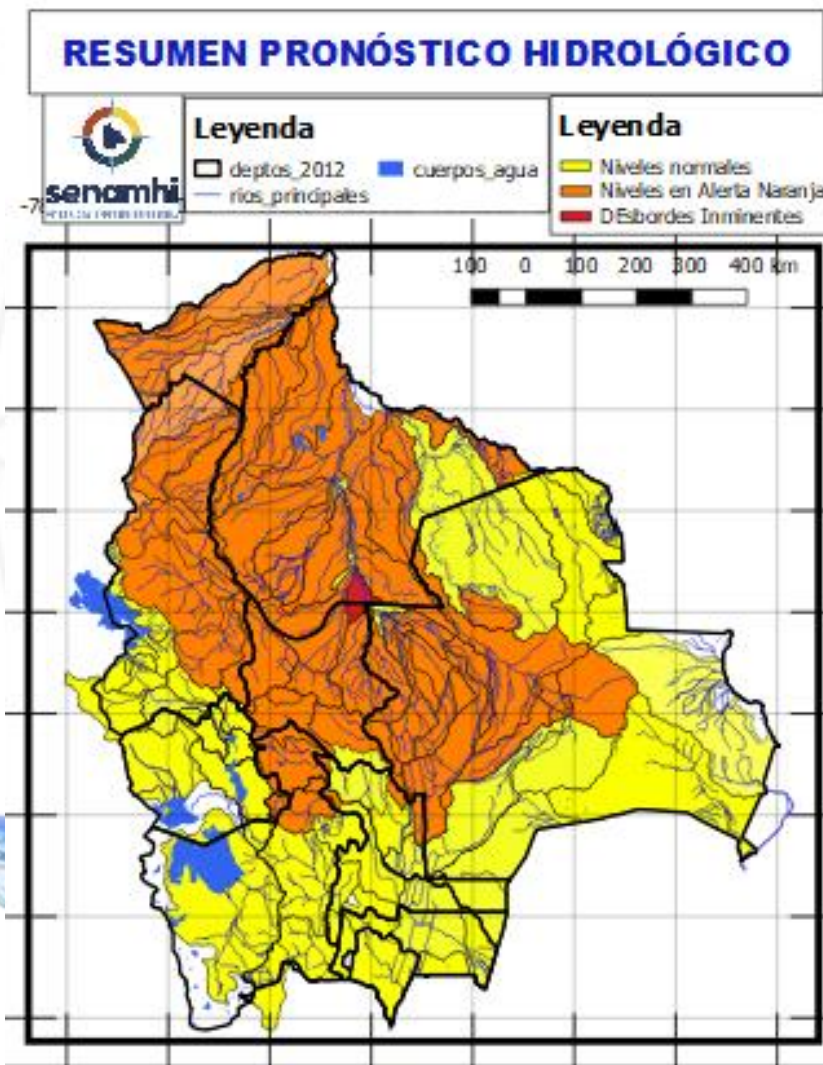 RESUMEN PRONÓSTICO HIDROLÓGICO
senamhi
Leyenda
deptos_2012 cuerpos_agua
rios_principales
Leyenda
Niveles normales
Niveles en Alerta Naranja
DEsbordes Inminentes
100 0 100 200 300 400 km